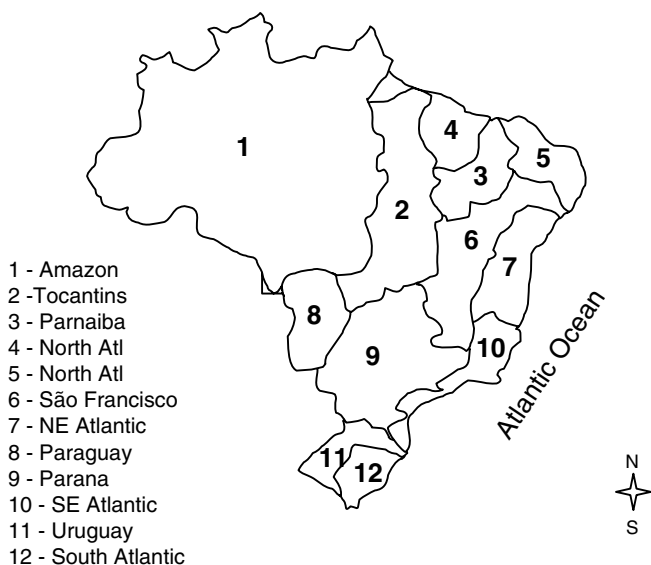 1
4
5
3
2
6
7
8
10
9
11
12
1 - Amazon
2 -Tocantins
3 - Parnaiba
4 - North Atl
5 - North Atl
6 - São Francisco
7 - NE Atlantic
8 - Paraguay
9 - Parana
10 - SE Atlantic
11 - Uruguay
12 - South Atlantic
Atlantic Ocean
N
S